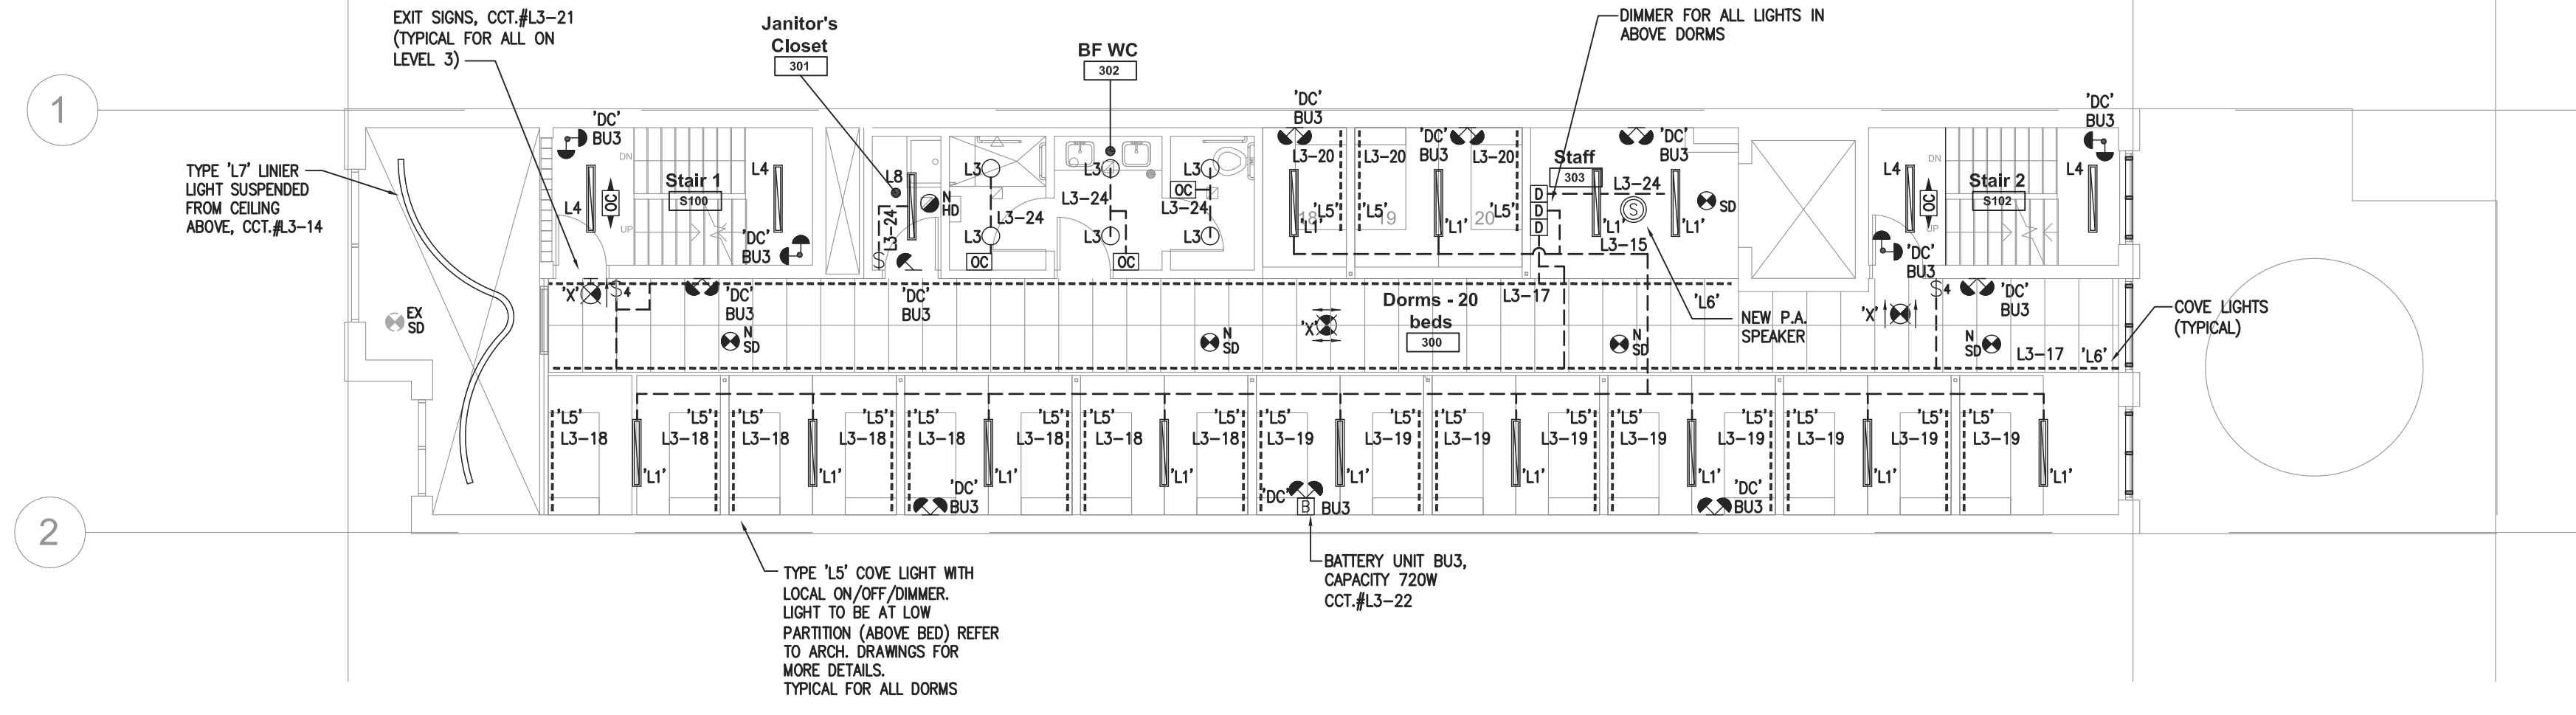 EXIT SIGNS, CCT.#L3-21
(TYPICAL FOR ALL ON
LEVEL 3)
Janitor's
Closet
301
BF WC
302
DIMMER FOR ALL LIGHTS IN
ABOVE DORMS
1
TYPE 'L7' LINIER
LIGHT SUSPENDED
FROM CEILING
ABOVE, CCT.#L3-14
'DC'
BU3
DN
L4
OC
Stair 1
S100
UP
L4
'DC'
BU3
L8
N
HD
L3-24
S
L3
L3-24
L3
OC
L3
L3-24
L3
OC
L3
OC
L3-24
L3
'DC'
BU3
L3-20
18
'L5'
'L1'
L3-20
'L5'
19
'DC'
BU3
L3-20
20
'L5'
'L1'
Staff
303
D
D
D
L3-24
'DC'
BU3
S
SD
'L1'
'L1'
L3-15
L4
OC
DN
Stair 2
S102
UP
L4
'DC'
BU3
'DC'
BU3
EX
SD
'X'
S4
'DC'
BU3
'DC'
BU3
N
SD
N
SD
'X'
Dorms - 20
beds
300
L3-17
'L6'
N
SD
NEW P.A.
SPEAKER
'X'
S4
'DC'
BU3
N
SD
L3-17
'L6'
COVE LIGHTS
(TYPICAL)
'L5' 'L5' 'L5' 'L5' 'L5' 'L5' 'L5' 'L5' 'L5' 'L5' 'L5' 'L5' 'L5' 'L5' 'L5' 'L5' 'L5'
L3-18 L3-18 L3-18 L3-18 L3-18 L3-18 L3-18 L3-18 L3-19 L3-19 L3-19 L3-19 L3-19 L3-19 L3-19 L3-19 L3-19
'L1' 'L1' 'L1' 'L1' 'L1' 'L1' 'L1' 'L1' 'L1'
'DC'
BU3
'DC'
B
BU3
'DC'
BU3
2
TYPE 'L5' COVE LIGHT WITH
LOCAL ON/OFF/DIMMER.
LIGHT TO BE AT LOW
PARTITION (ABOVE BED) REFER
TO ARCH. DRAWINGS FOR
MORE DETAILS.
TYPICAL FOR ALL DORMS
BATTERY UNIT BU3,
CAPACITY 720W
CCT.#L3-22